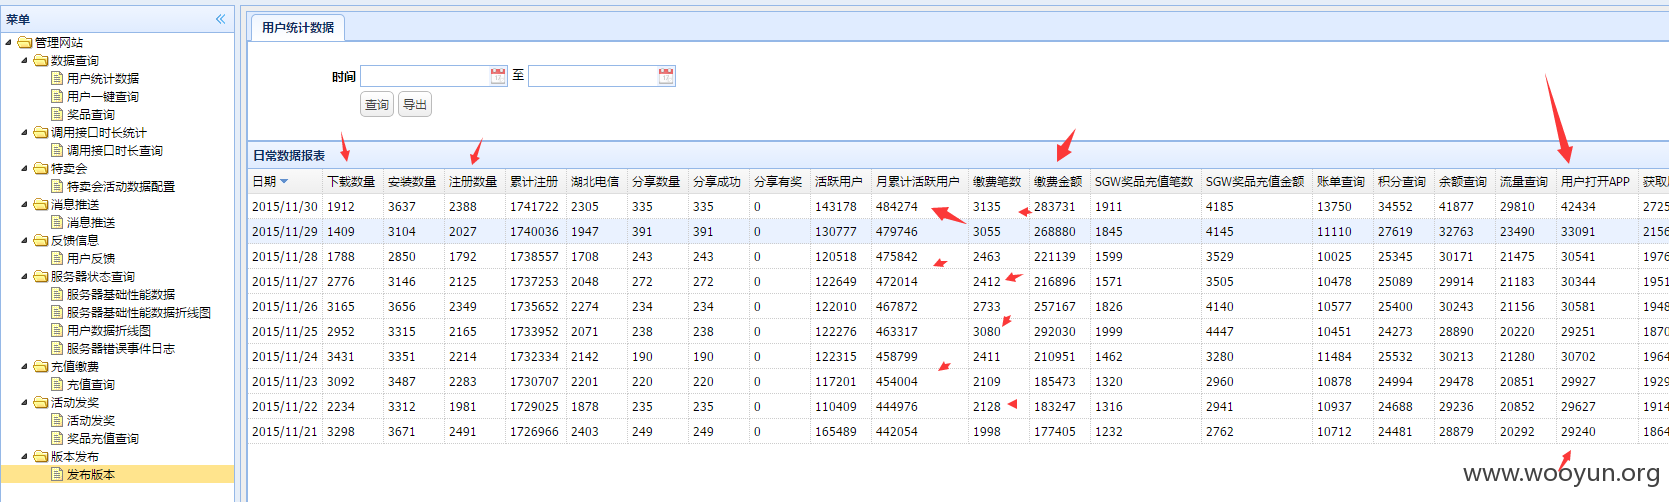 菜单
管理网站
数据查询
用户统计数据
用户一键查询
奖品查询
调用接口时长统计
调用接口时长查询
特卖会
特卖会活动数据配置
消息推送
消息推送
反馈信息
用户反馈
服务器状态查询
服务器基础性能数据
服务器基础性能数据折线图
用户数据折线图
服务器错误事件日志
充值缴费
充值查询
活动发奖
活动发奖
奖品充值查询
版本发布
发布版本
用户统计数据
时间 至
查询 导出
日常数据报表
日期 下载数量 安装数量 注册数量 累计注册 湖北电信 分享数量 分享成功 分享有奖 活跃用户 月累计活跃用户 缴费笔数 缴费金额 SGW奖品充值笔数 SGW奖品充值金额 账单查询 积分查询 余额查询 流量查询 用户打开APP 获取
2015/11/30 1912 3637 2388 1741722 2305 335 335 0 143178 484274 3135 283731 1911 4185 13750 34552 41877 29810 42434 2725
2015/11/29 1409 3104 2027 1740036 1947 391 391 0 130777 479746 3055 268880 1845 4145 11110 27619 32763 23490 33091 2156
2015/11/28 1788 2850 1792 1738557 1708 243 243 0 120518 475842 2463 221139 1599 3529 10025 25345 30171 21475 30541 1976
2015/11/27 2776 3146 2125 1737253 2048 272 272 0 122649 472014 2412 216896 1571 3505 10478 25089 29914 21183 30344 1951
2015/11/26 3165 3656 2349 1735652 2274 234 234 0 122010 467872 2733 257167 1826 4140 10577 25400 30243 21156 30581 1948
2015/11/25 2952 3315 2165 1733952 2071 238 238 0 122276 463317 3080 292030 1999 4447 10451 24273 28890 20220 29251 1867
2015/11/24 3431 3351 2214 1732334 2142 190 190 0 122315 458799 2411 210951 1462 3280 11484 25532 30213 21280 30702 1964
2015/11/23 3092 3487 2283 1730707 2201 220 220 0 117201 454004 2109 185473 1320 2960 10878 24994 29478 20851 29927 1929
2015/11/22 2234 3312 1981 1729025 1878 235 235 0 110409 444976 2128 183247 1316 2941 10937 24688 29236 20852 29627 1914
2015/11/21 3298 3671 2491 1726966 2403 249 249 0 165489 442054 1998 177405 1232 2762 10712 24481 28879 20292 29240 1864
www.wooyun.org